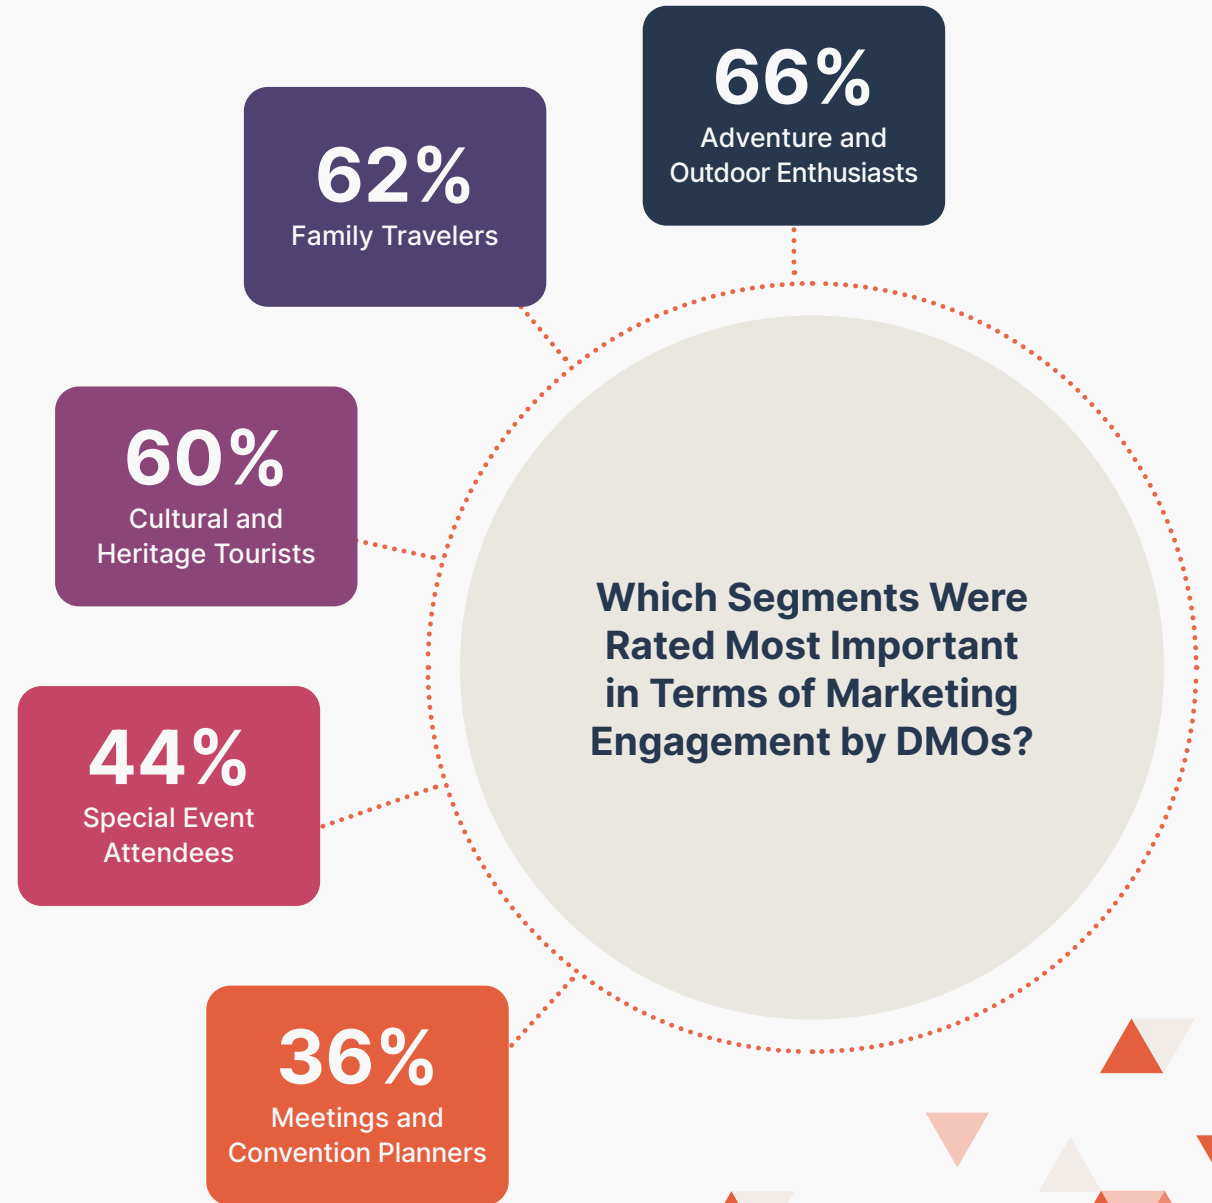 66%
Adventure and
Outdoor Enthusiasts
62%
Family Travelers
60%
Cultural and
Heritage Tourists
44%
Special Event
Attendees
36%
Meetings and
Convention Planners
Which Segments Were
Rated Most Important
in Terms of Marketing
Engagement by DMOs?